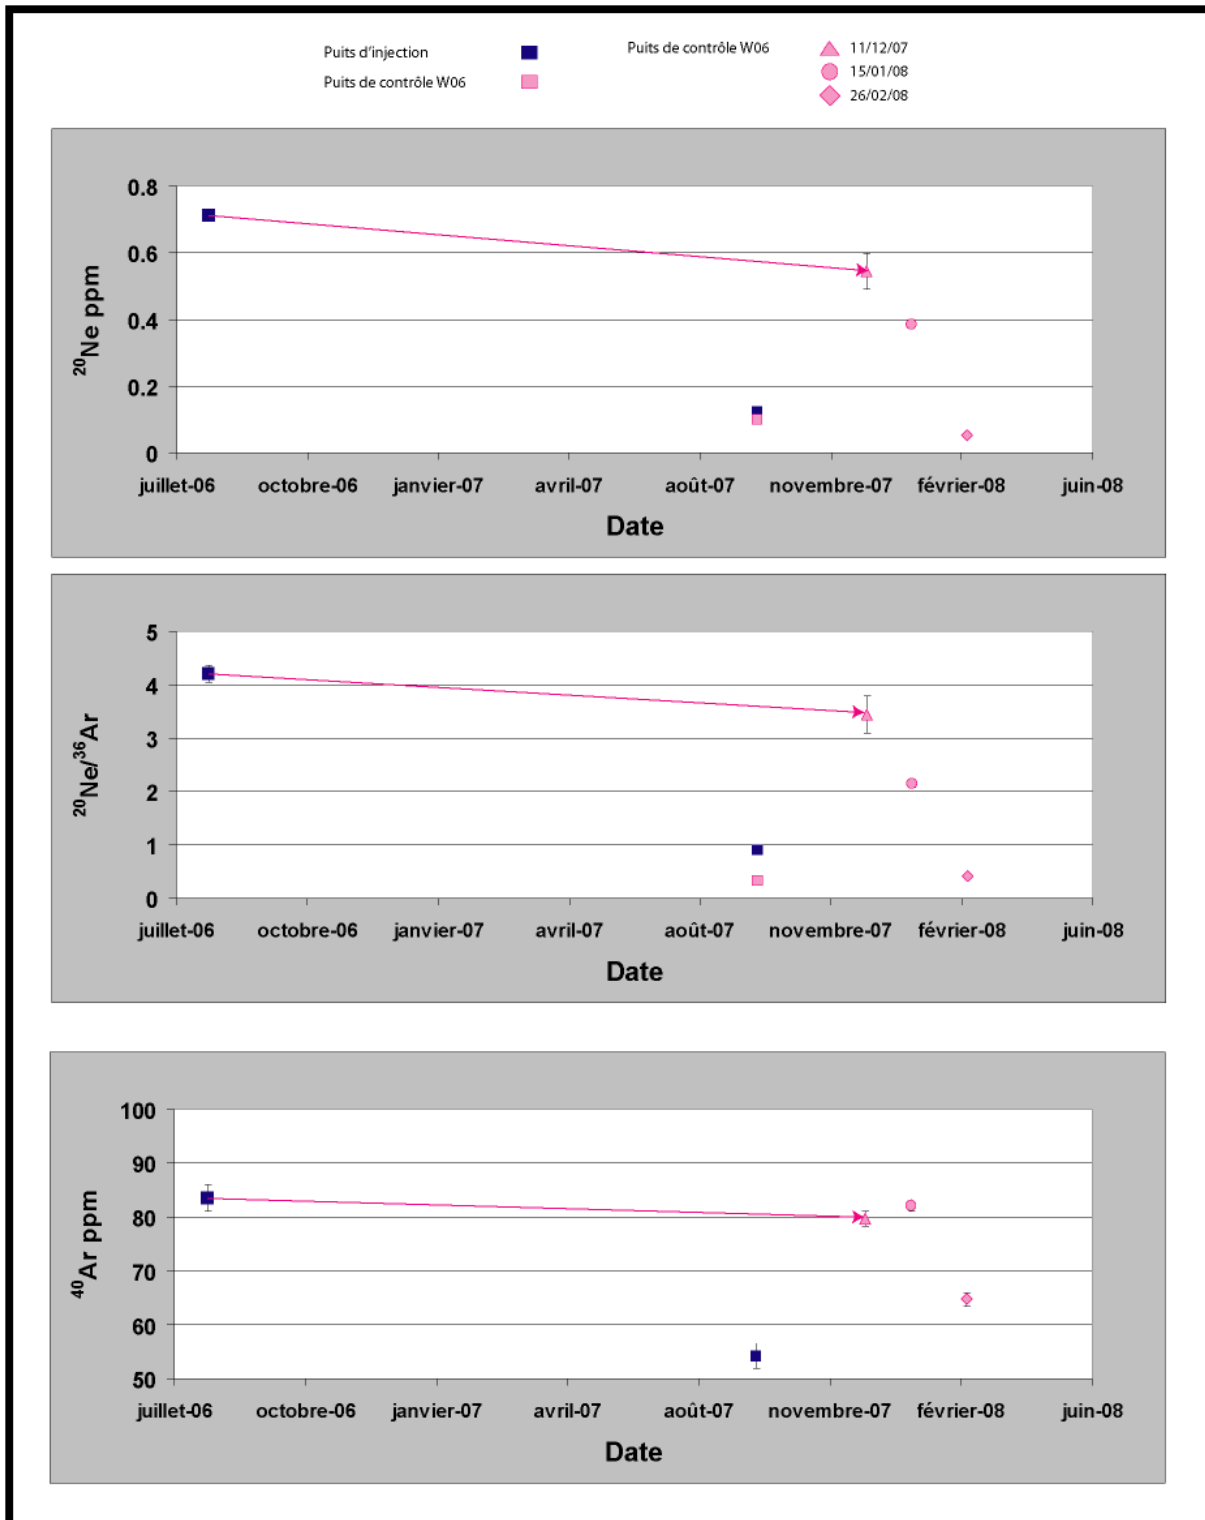 Puits d'injection
Puits de contrôle W06
Puits de contrôle W06
11/12/07
15/01/08
26/02/08
0.8
0.6
0.4
0.2
0
20Ne ppm
juillet-06 octobre-06 janvier-07 avril-07 août-07 novembre-07 février-08 juin-08
Date
5
4
3
2
1
0
20Ne/36Ar
juillet-06 octobre-06 janvier-07 avril-07 août-07 novembre-07 février-08 juin-08
Date
100
90
80
70
60
50
40Ar ppm
juillet-06 octobre-06 janvier-07 avril-07 août-07 novembre-07 février-08 juin-08
Date